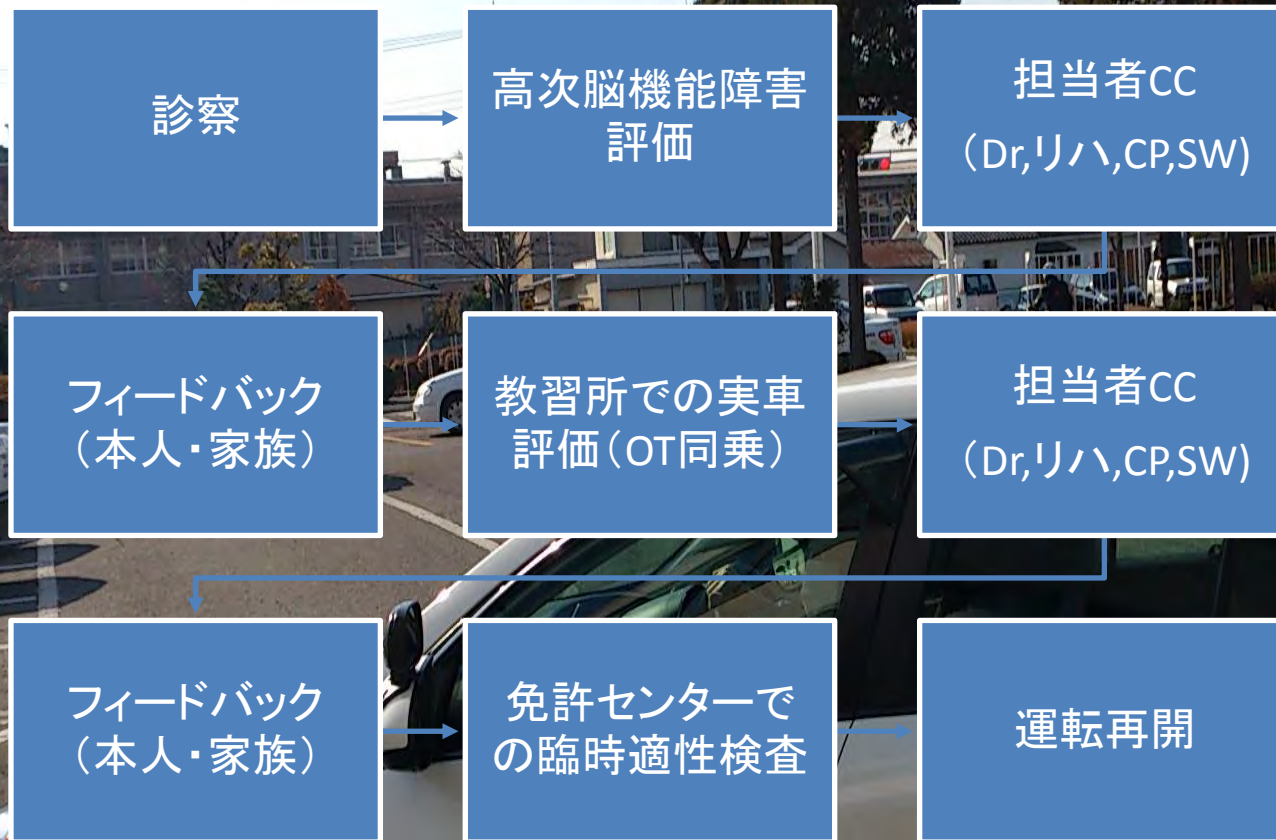 診察
高次脳機能障害
評価
担当者CC
（Dr,リハ,CP,SW)
フィードバック
（本人・家族）
教習所での実車
評価（OT同乗）
担当者CC
（Dr,リハ,CP,SW)
フィードバック
（本人・家族）
免許センターで
の臨時適性検査
運転再開